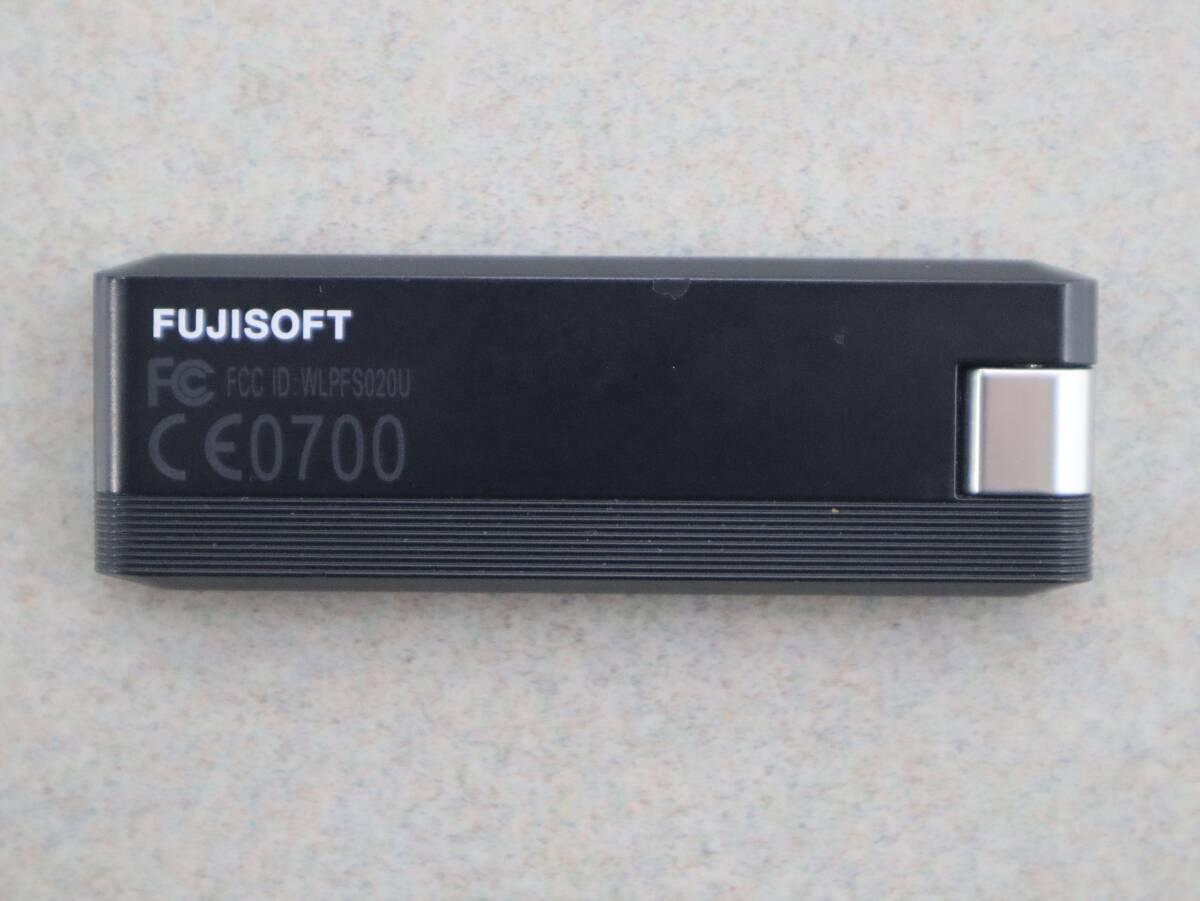 FUJISOFT
FC FCC ID: WLPFS020U
CE0700